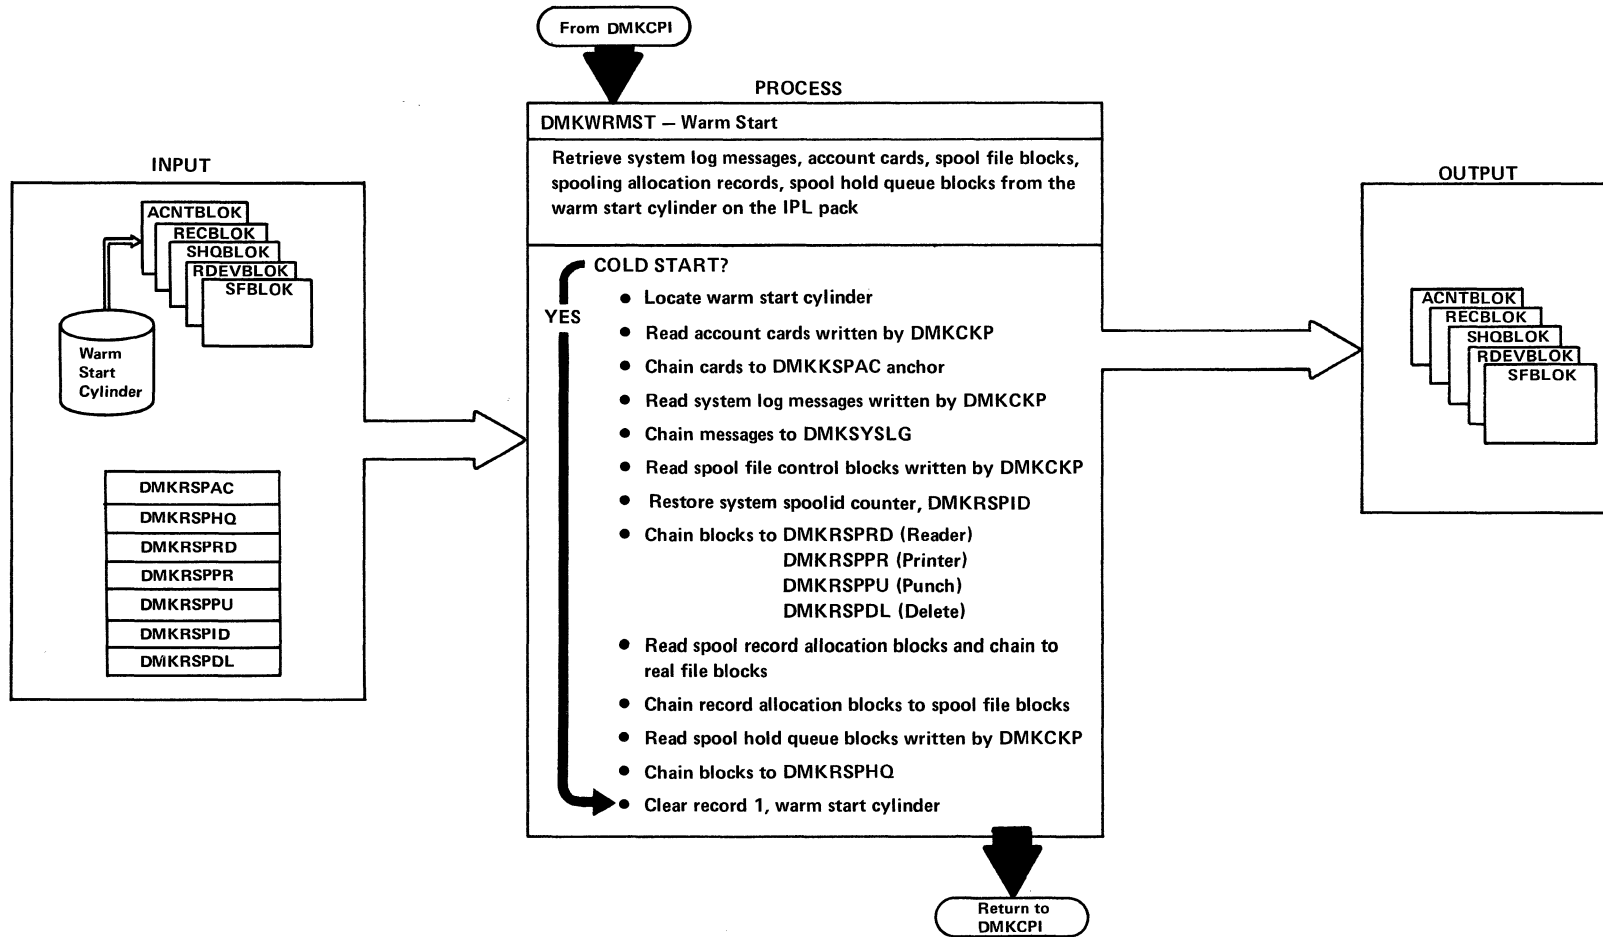 From DMKCPI
PROCESS
DMKWRMST – Warm Start
Retrieve system log messages, account cards, spool file blocks,
spooling allocation records, spool hold queue blocks from the
warm start cylinder on the IPL pack
INPUT
ACNTBLOK
RECBLOK
SHQBLOK
RDEVBLOK
SFBLOK
Warm
Start
Cylinder
DMKRSPAC
DMKRSPHQ
DMKRSPRD
DMKRSPPR
DMKRSPPU
DMKRSPID
DMKRSPDL
COLD START?
YES
• Locate warm start cylinder
• Read account cards written by DMKCKP
• Chain cards to DMKKSPAC anchor
• Read system log messages written by DMKCKP
• Chain messages to DMKSYSLG
• Read spool file control blocks written by DMKCKP
• Restore system spoolid counter, DMKRSPID
• Chain blocks to DMKRSPRD (Reader)
DMKRSPPR (Printer)
DMKRSPPU (Punch)
DMKRSPDL (Delete)
• Read spool record allocation blocks and chain to
real file blocks
• Chain record allocation blocks to spool file blocks
• Read spool hold queue blocks written by DMKCKP
• Chain blocks to DMKRSPHQ
• Clear record 1, warm start cylinder
OUTPUT
ACNTBLOK
RECBLOK
SHQBLOK
RDEVBLOK
SFBLOK
Return to
DMKCPI